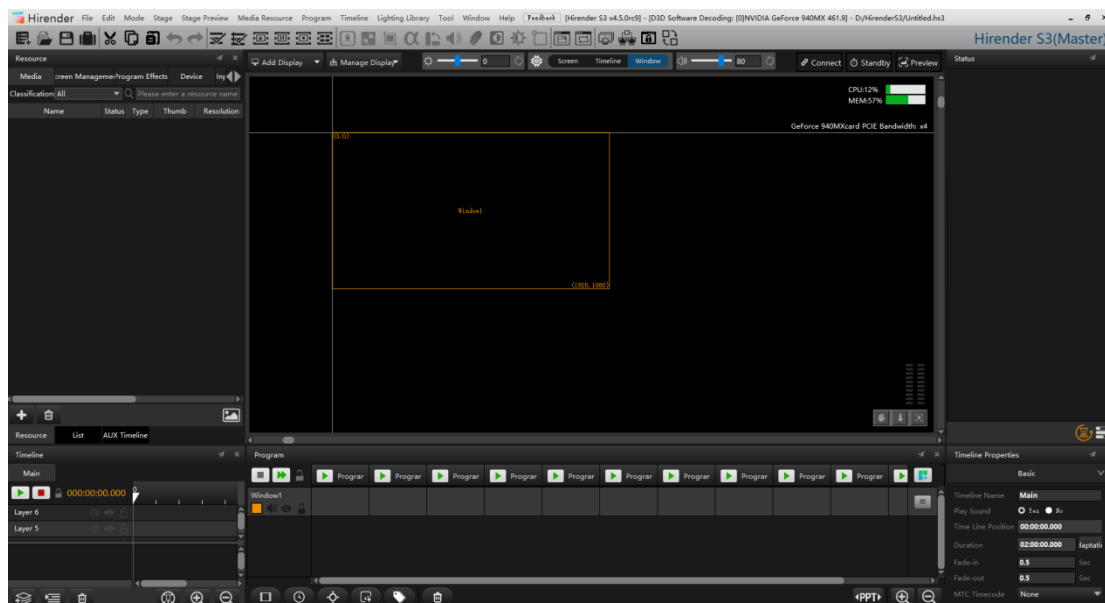 Hirender File Edit Mode Stage Stage Preview Media Resource Program Timeline Lighting Library Tool Window Help Feedback [Hirender S3 v4.5.0rc9] - [D3D Software Decoding: [0]NVIDIA GeForce 940MX 461.9] - D:/HirenderS3/Untitled.hs3
Hirender S3(Master)
Resource
Add Display Manage Display 0 Screen Timeline Window 80 Connect Standby Preview
Status
Media creen Manageme Program Effects Device Inp
Classification: All Please enter a resource name
Name Status Type Thumb Resolution
CPU:12%
MEM:57%
GeForce 940MXcard PCIE Bandwidth: x4
(0,0)
Window1
(1920,1080)
Resource List AUX Timeline
Timeline
Program
Timeline Properties
Main
Basic
Prograr Prograr Prograr Prograr Prograr Prograr Prograr Prograr Prograr Prograr
000:00:00.000 0
Window1
Timeline Name Main
Layer 6
Play Sound Yes No
Layer 5
Time Line Position 00:00:00.000
Duration 02:00:00.000 daptatio
Fade-in 0.5 Sec
Fade-out 0.5 Sec
PPT
MTC Timecode None